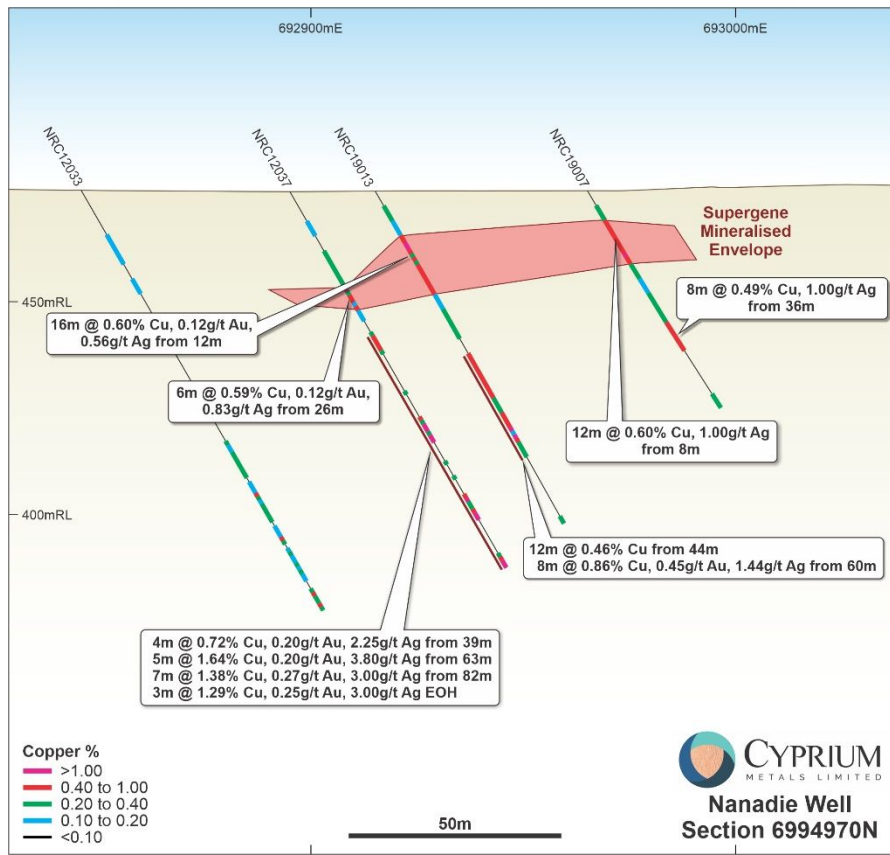 692900mE
693000mE
NRC12033
NRC12037
NRC19013
NRC19007
Supergene
Mineralised
Envelope
450mRL
16m @ 0.60% Cu, 0.12g/t Au,
0.56g/t Ag from 12m
8m @ 0.49% Cu, 1.00g/t Ag
from 36m
6m @ 0.59% Cu, 0.12g/t Au,
0.83g/t Ag from 26m
12m @ 0.60% Cu, 1.00g/t Ag
from 8m
400mRL
12m @ 0.46% Cu from 44m
8m @ 0.86% Cu, 0.45g/t Au, 1.44g/t Ag from 60m
4m @ 0.72% Cu, 0.20g/t Au, 2.25g/t Ag from 39m
5m @ 1.64% Cu, 0.20g/t Au, 3.80g/t Ag from 63m
7m @ 1.38% Cu, 0.27g/t Au, 3.00g/t Ag from 82m
3m @ 1.29% Cu, 0.25g/t Au, 3.00g/t Ag EOH
Copper %
>1.00
0.40 to 1.00
0.20 to 0.40
0.10 to 0.20
<0.10
50m
CYPRIUM
METALS LIMITED
Nanadie Well
Section 6994970N